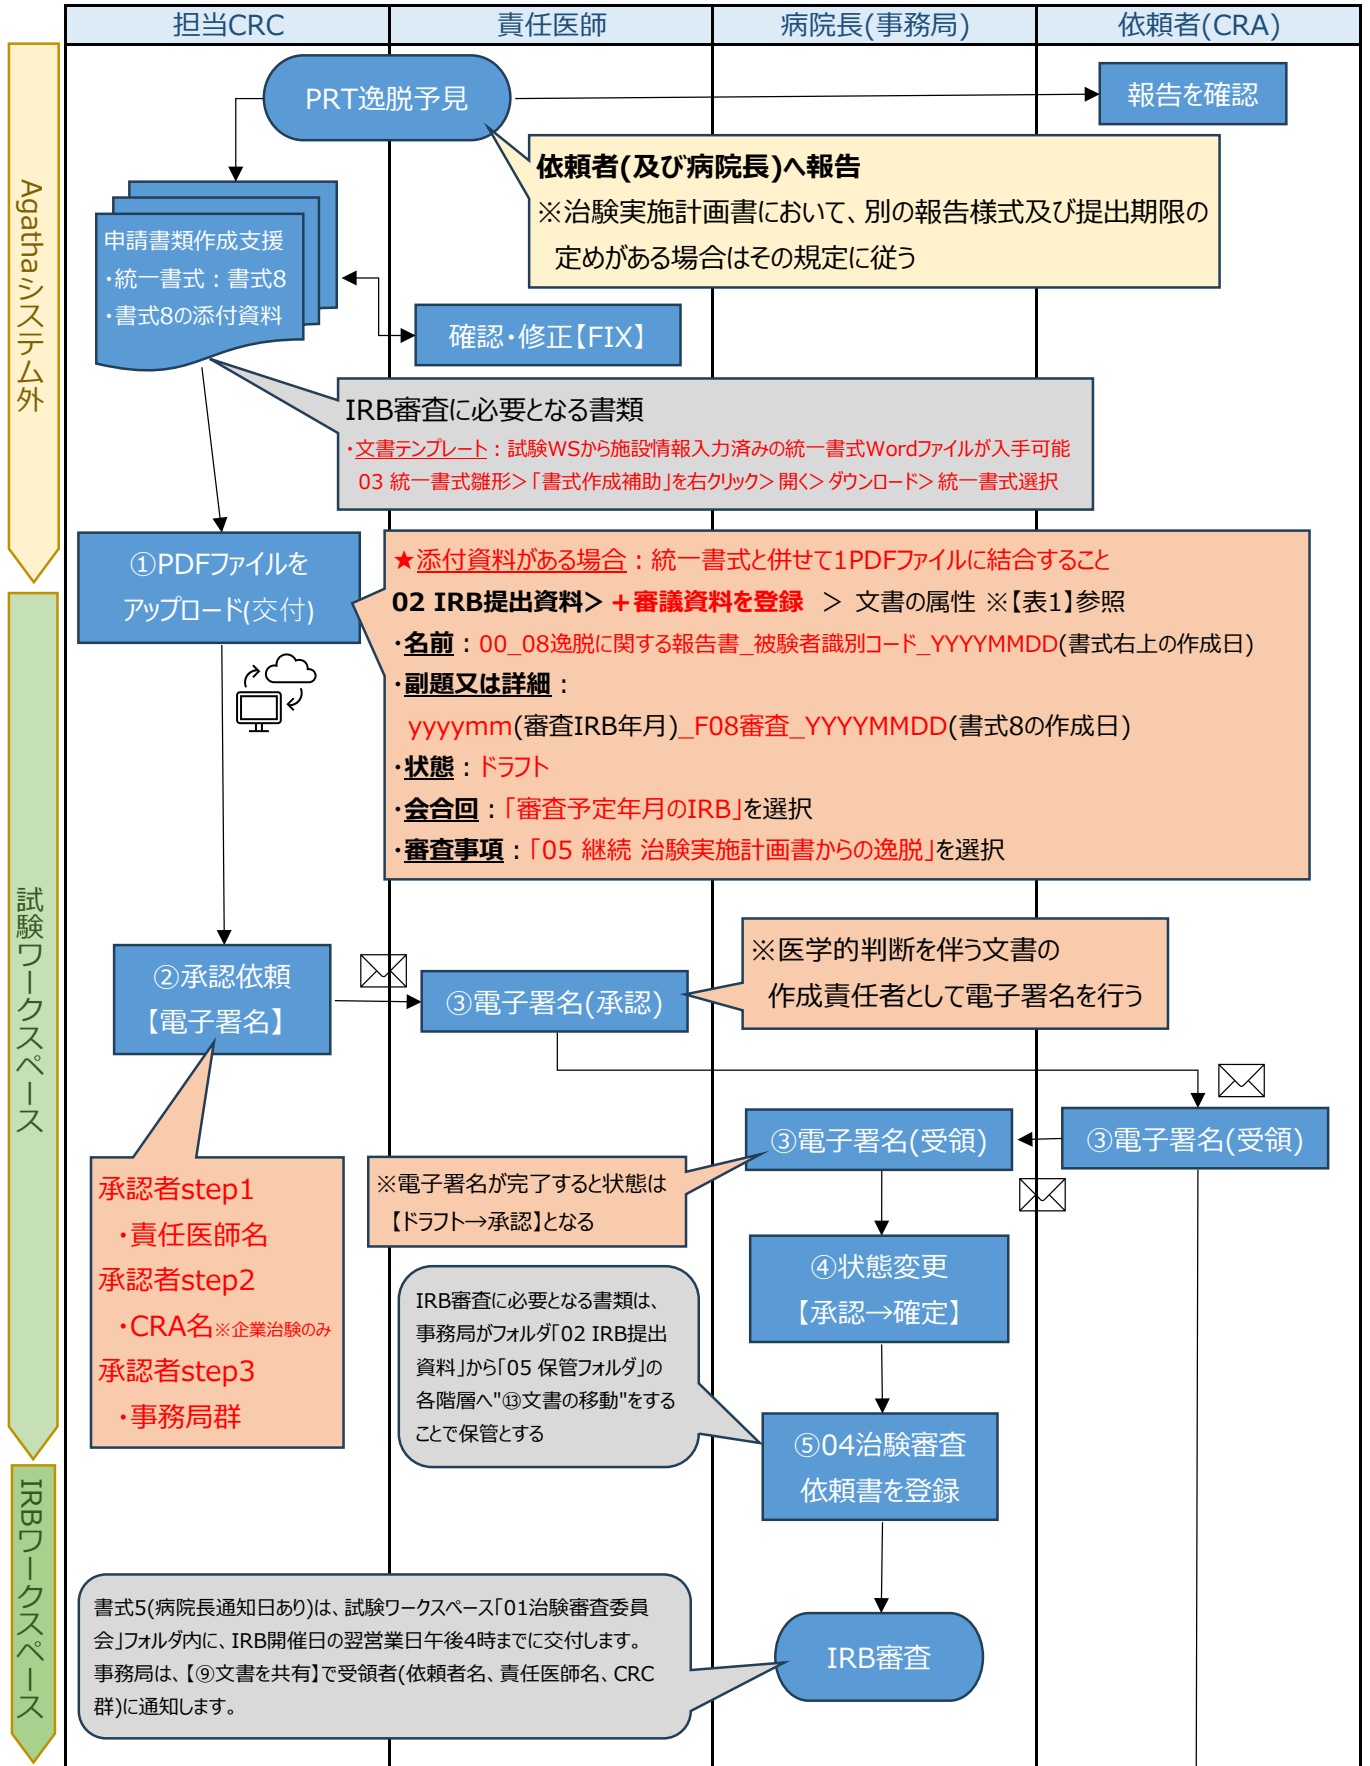 担当CRC
責任医師
病院長(事務局)
依頼者(CRA)
Agathaシステム外
PRT逸脱予見
報告を確認
依頼者(及び病院長)へ報告
※治験実施計画書において、別の報告様式及び提出期限の
定めがある場合はその規定に従う
申請書類作成支援
・統一書式：書式8
・書式8の添付資料
確認・修正【FIX】
IRB審査に必要となる書類
・文書テンプレート：試験WSから施設情報入力済みの統一書式Wordファイルが入手可能
03 統一書式雛形＞「書式作成補助」を右クリック＞開く＞ダウンロード＞統一書式選択
試験ワークスペース
①PDFファイルを
アップロード(交付)
★添付資料がある場合：統一書式と併せて1PDFファイルに結合すること
02 IRB提出資料＞＋審議資料を登録 ＞ 文書の属性 ※【表1】参照
・名前：00_08逸脱に関する報告書_被験者識別コード_YYYYMMDD(書式右上の作成日)
・副題又は詳細：
yyyymm(審査IRB年月)_F08審査_YYYYMMDD(書式8の作成日)
・状態：ドラフト
・会合回：「審査予定年月のIRB」を選択
・審査事項：「05 継続 治験実施計画書からの逸脱」を選択
②承認依頼
【電子署名】
③電子署名(承認)
※医学的判断を伴う文書の
作成責任者として電子署名を行う
③電子署名(受領)
③電子署名(受領)
※電子署名が完了すると状態は
【ドラフト→承認】となる
承認者step1
・責任医師名
承認者step2
・CRA名※企業治験のみ
承認者step3
・事務局群
④状態変更
【承認→確定】
IRB審査に必要となる書類は、
事務局がフォルダ「02 IRB提出
資料」から「05 保管フォルダ」の
各階層へ"⑬文書の移動"をする
ことで保管とする
⑤04治験審査
依頼書を登録
IRBワークスペース
書式5(病院長通知日あり)は、試験ワークスペース「01治験審査委員
会」フォルダ内に、IRB開催日の翌営業日午後4時までに交付します。
事務局は、【⑨文書を共有】で受領者(依頼者名、責任医師名、CRC
群)に通知します。
IRB審査